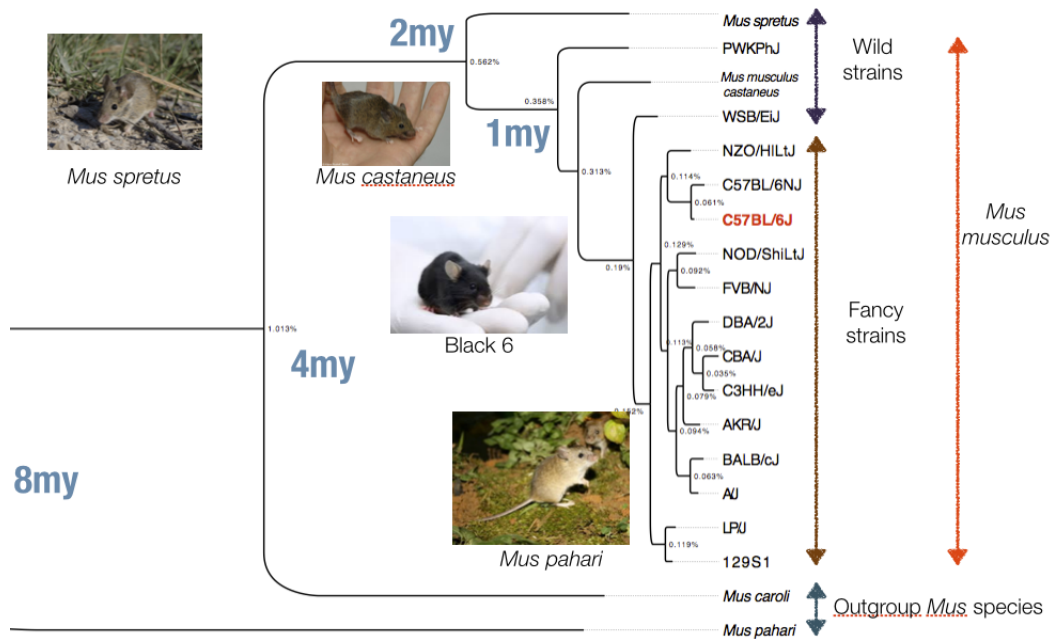 2my
Mus spretus
0.562%
PWKPhJ
Wild
strains
Mus musculus
castaneus
0.358%
1my
WSB/EiJ
Mus spretus
Mus castaneus
0.313%
NZO/HlLtJ
0.114%
C57BL/6NJ
0.061%
C57BL/6J
Mus
musculus
0.129%
NOD/ShiLtJ
0.19%
0.092%
FVB/NJ
Fancy
strains
DBA/2J
1.013%
Black 6
0.113%
0.058%
CBA/J
4my
0.035%
C3HH/eJ
0.079%
AKR/J
0.094%
BALB/cJ
8my
0.063%
A/J
LP/J
0.119%
Mus pahari
129S1
Mus caroli
Outgroup Mus species
Mus pahari